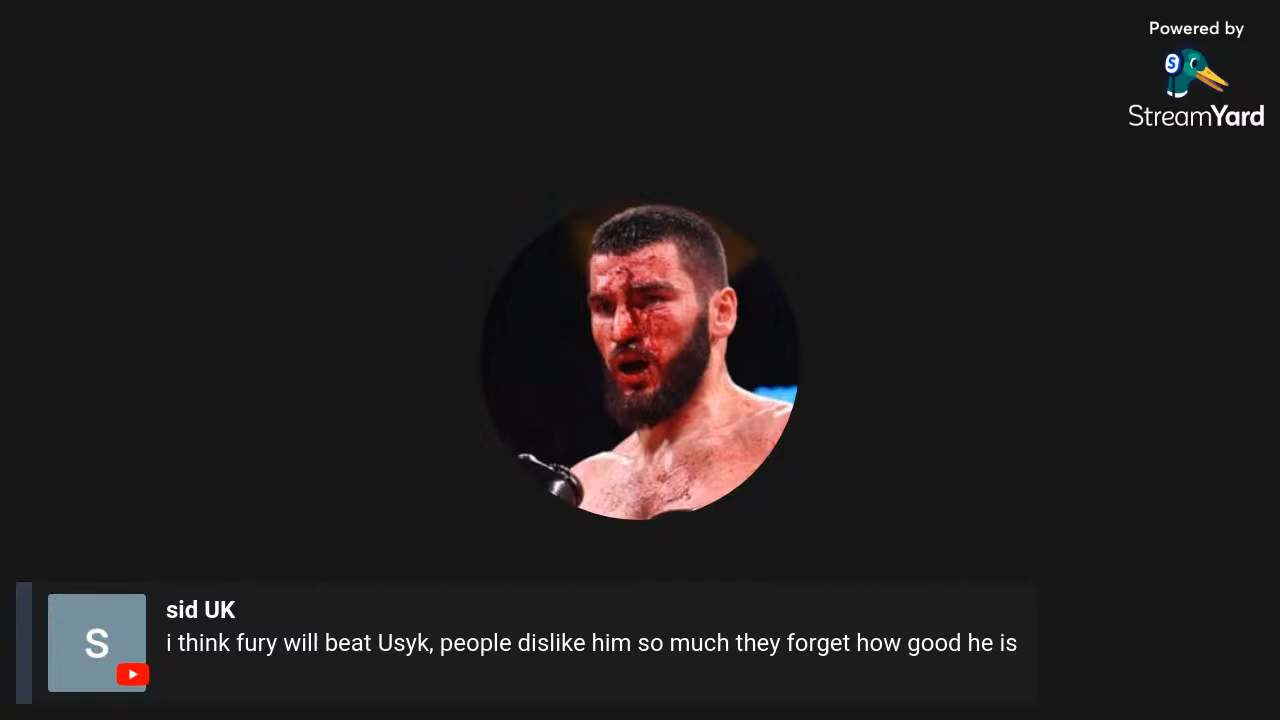 Powered by
S
StreamYard
sid UK
S
i think fury will beat Usyk, people dislike him so much they forget how good he is